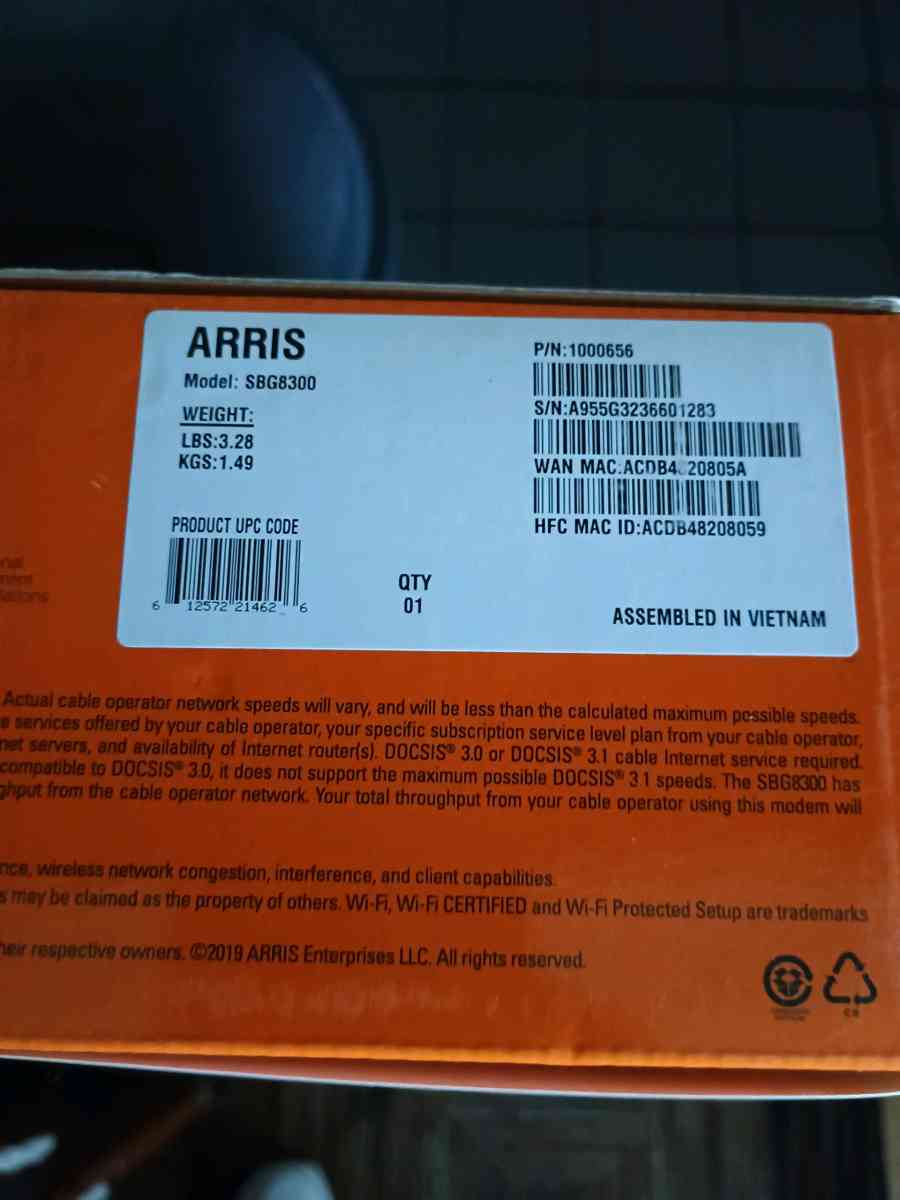 ARRIS
Model: SBG8300
WEIGHT:
LBS:3.28
KGS:1.49
PRODUCT UPC CODE
6 12572 21462 6
QTY
01
P/N:1000656
S/N:A955G3236601283
WAN MAC:ACDB4 20805A
HFC MAC ID:ACDB48208059
ASSEMBLED IN VIETNAM
Actual cable operator network speeds will vary, and will be less than the calculated maximum possible speeds.
services offered by your cable operator, your specific subscription service level plan from your cable operator,
net servers, and availability of Internet router(s). DOCSIS® 3.0 or DOCSIS® 3.1 cable Internet service required.
compatible to DOCSIS® 3.0, it does not support the maximum possible DOCSIS® 3.1 speeds. The SBG8300 has
ghput from the cable operator network. Your total throughput from your cable operator using this modem will
nce, wireless network congestion, interference, and client capabilities.
s may be claimed as the property of others. Wi-Fi, Wi-Fi CERTIFIED and Wi-Fi Protected Setup are trademarks
heir respective owners. ©2019 ARRIS Enterprises LLC. All rights reserved.